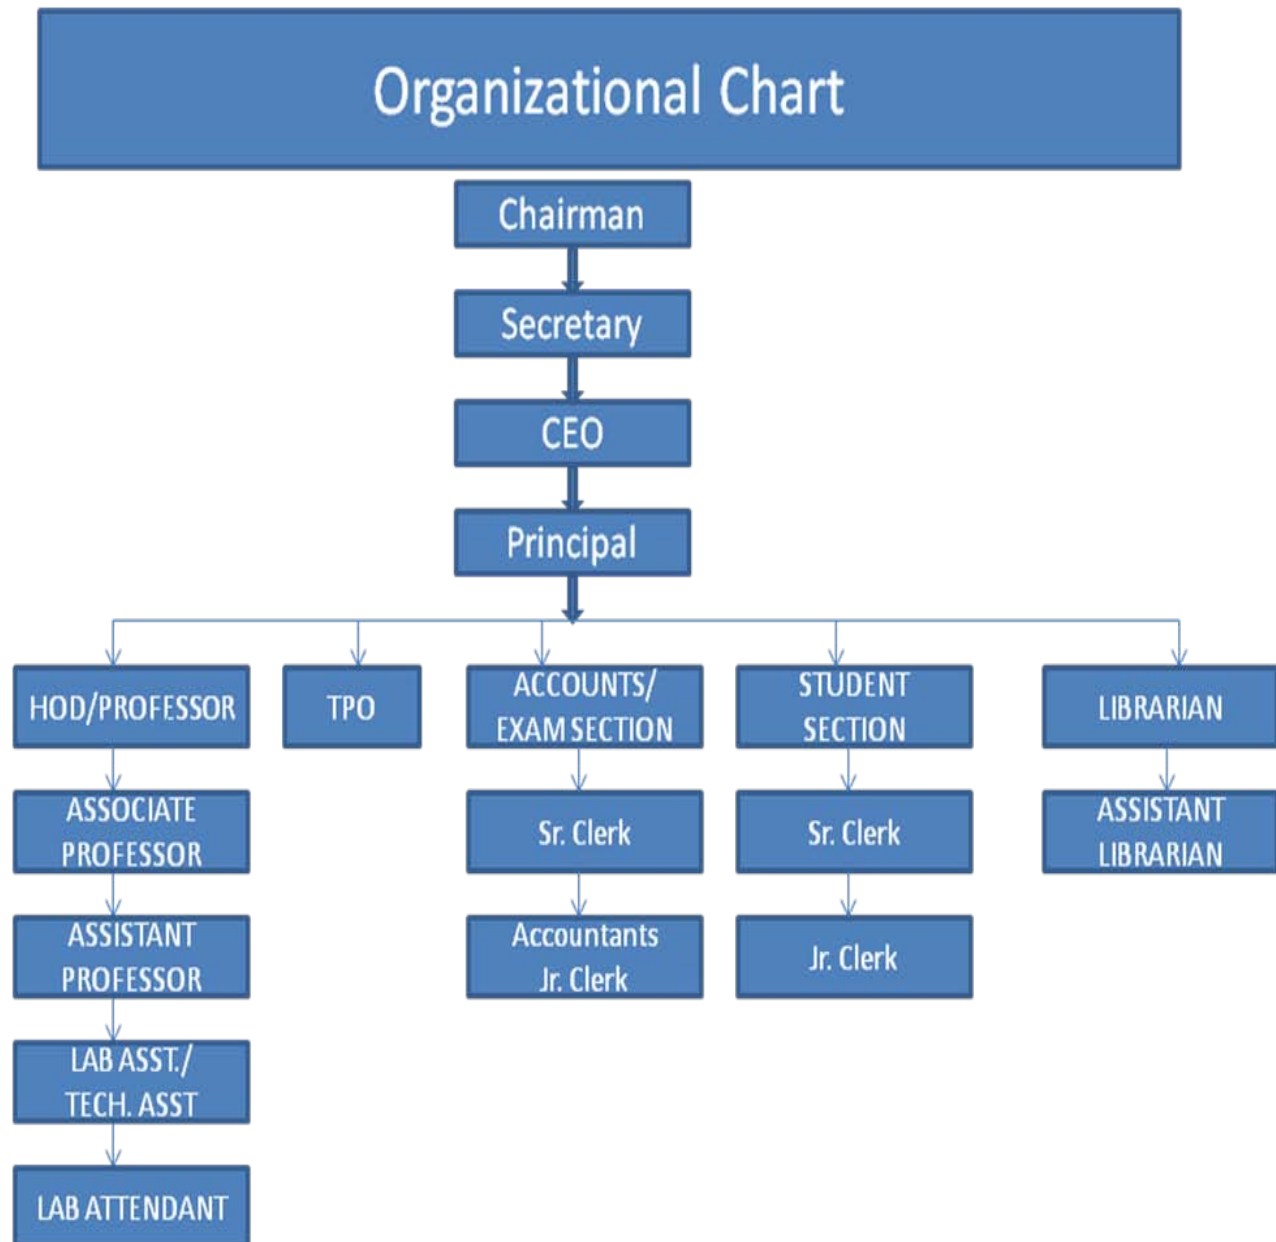 Organizational Chart
Chairman
Secretary
CEO
Principal
HOD/PROFESSOR
TPO
ACCOUNTS/
EXAM SECTION
STUDENT
SECTION
LIBRARIAN
ASSOCIATE
PROFESSOR
Sr. Clerk
Sr. Clerk
ASSISTANT
LIBRARIAN
ASSISTANT
PROFESSOR
Accountants
Jr. Clerk
Jr. Clerk
LAB ASST./
TECH. ASST
LAB ATTENDANT